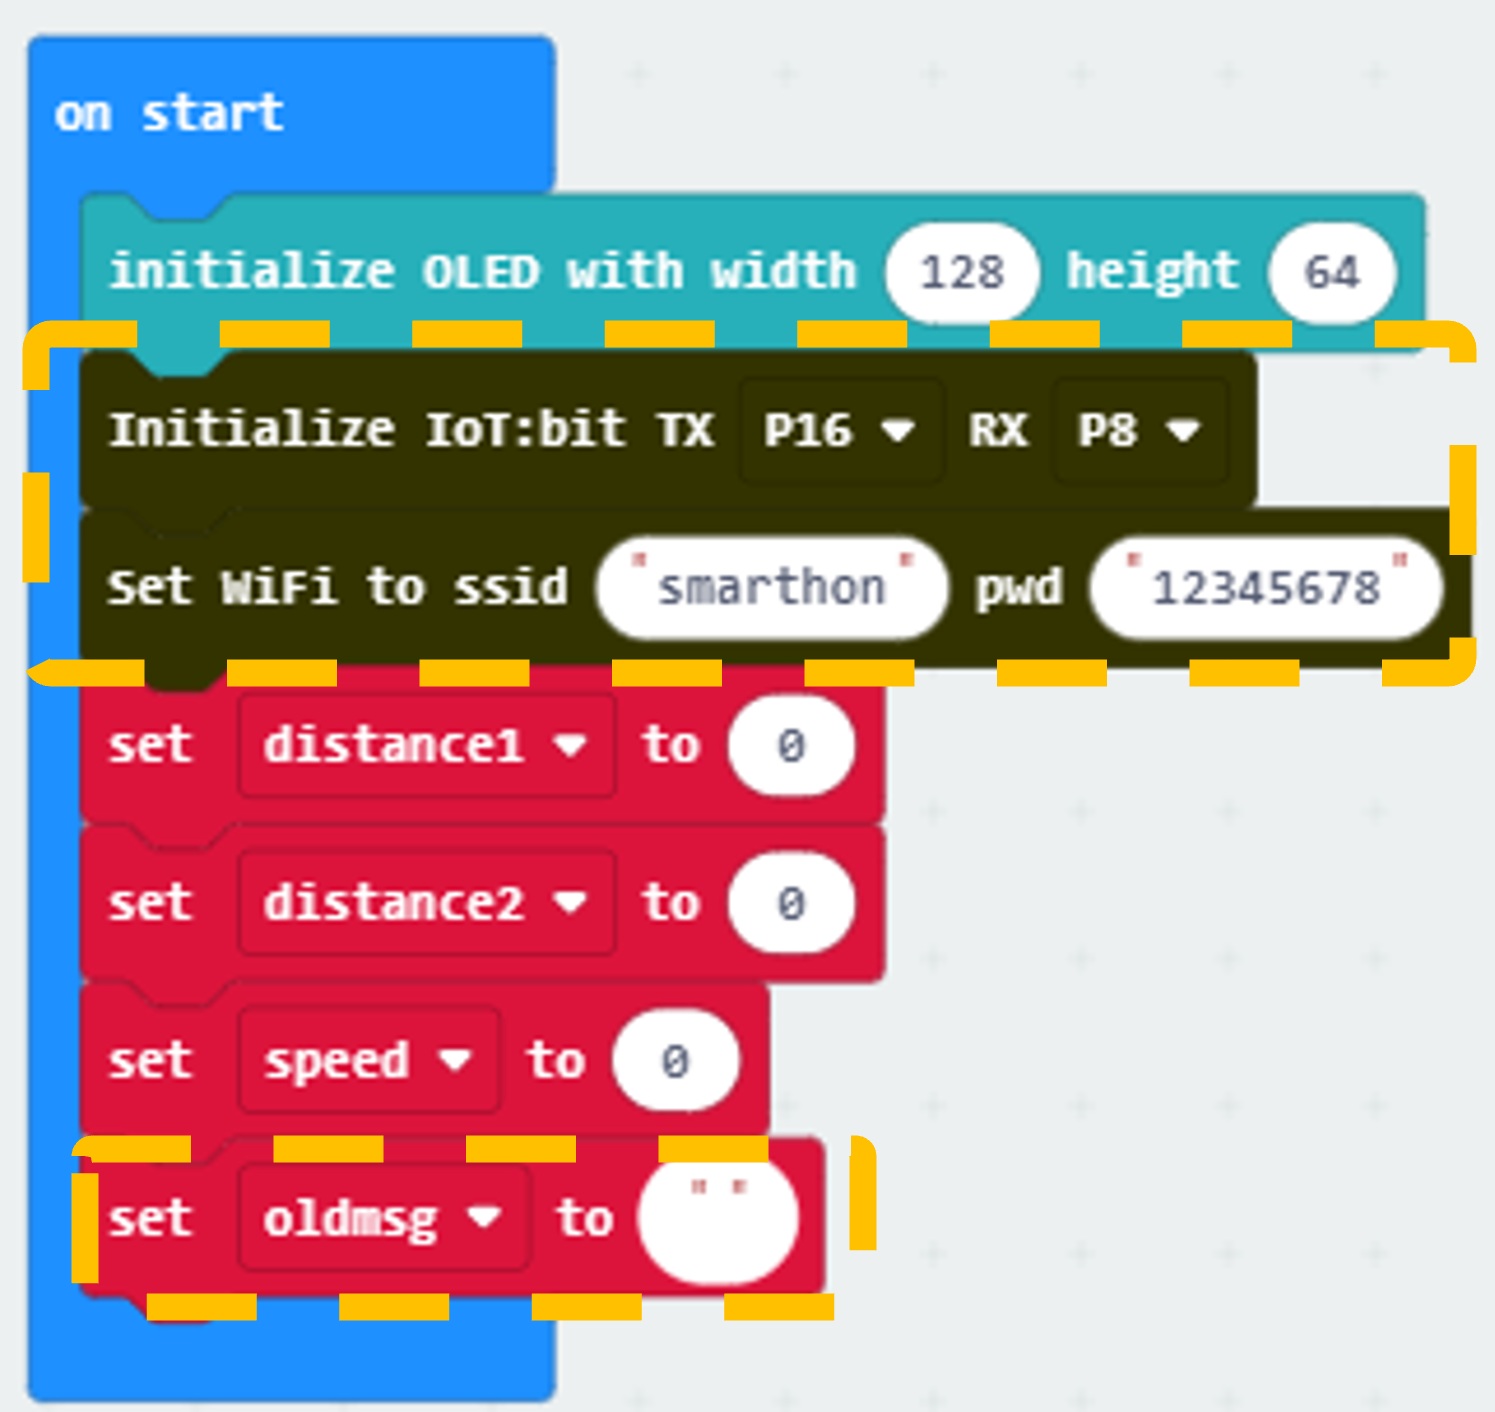 on start
initialize OLED with width 128 height 64
Initialize IoT:bit TX P16 RX P8
Set WiFi to ssid "smarthon" pwd "12345678"
set distance1 to 0
set distance2 to 0
set speed to 0
set oldmsg to " "